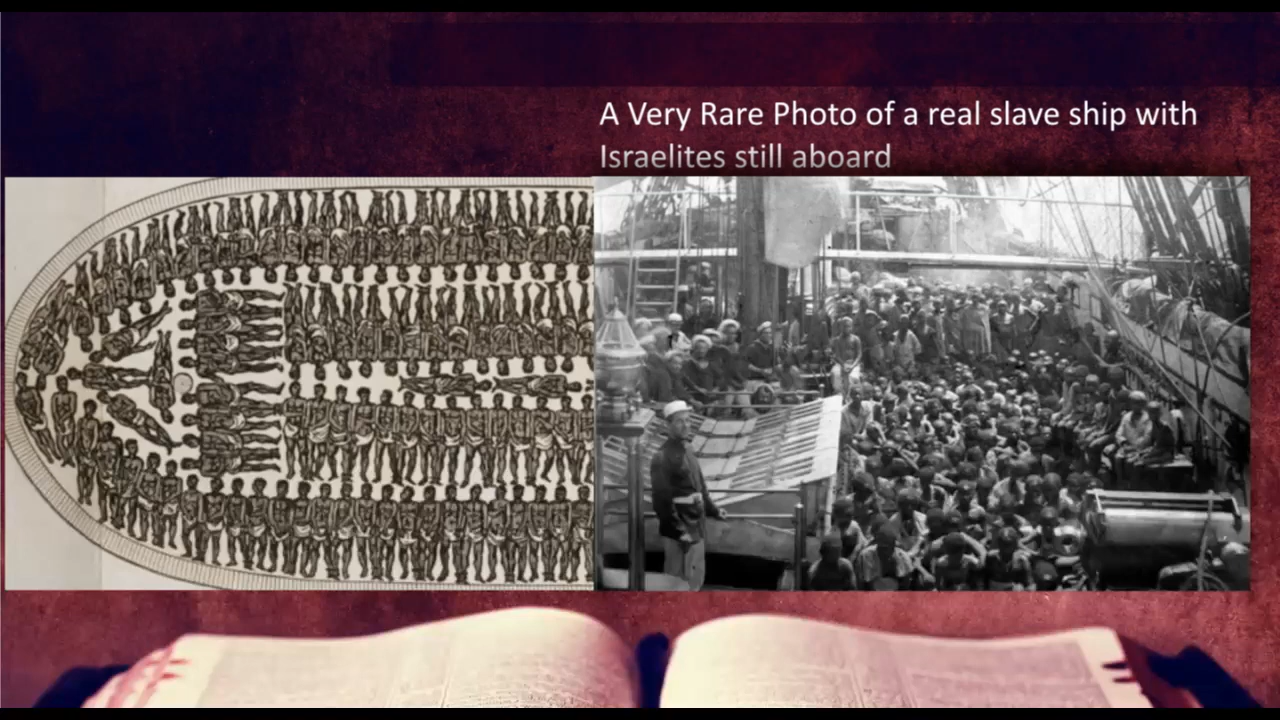 A Very Rare Photo of a real slave ship with
Israelites still aboard